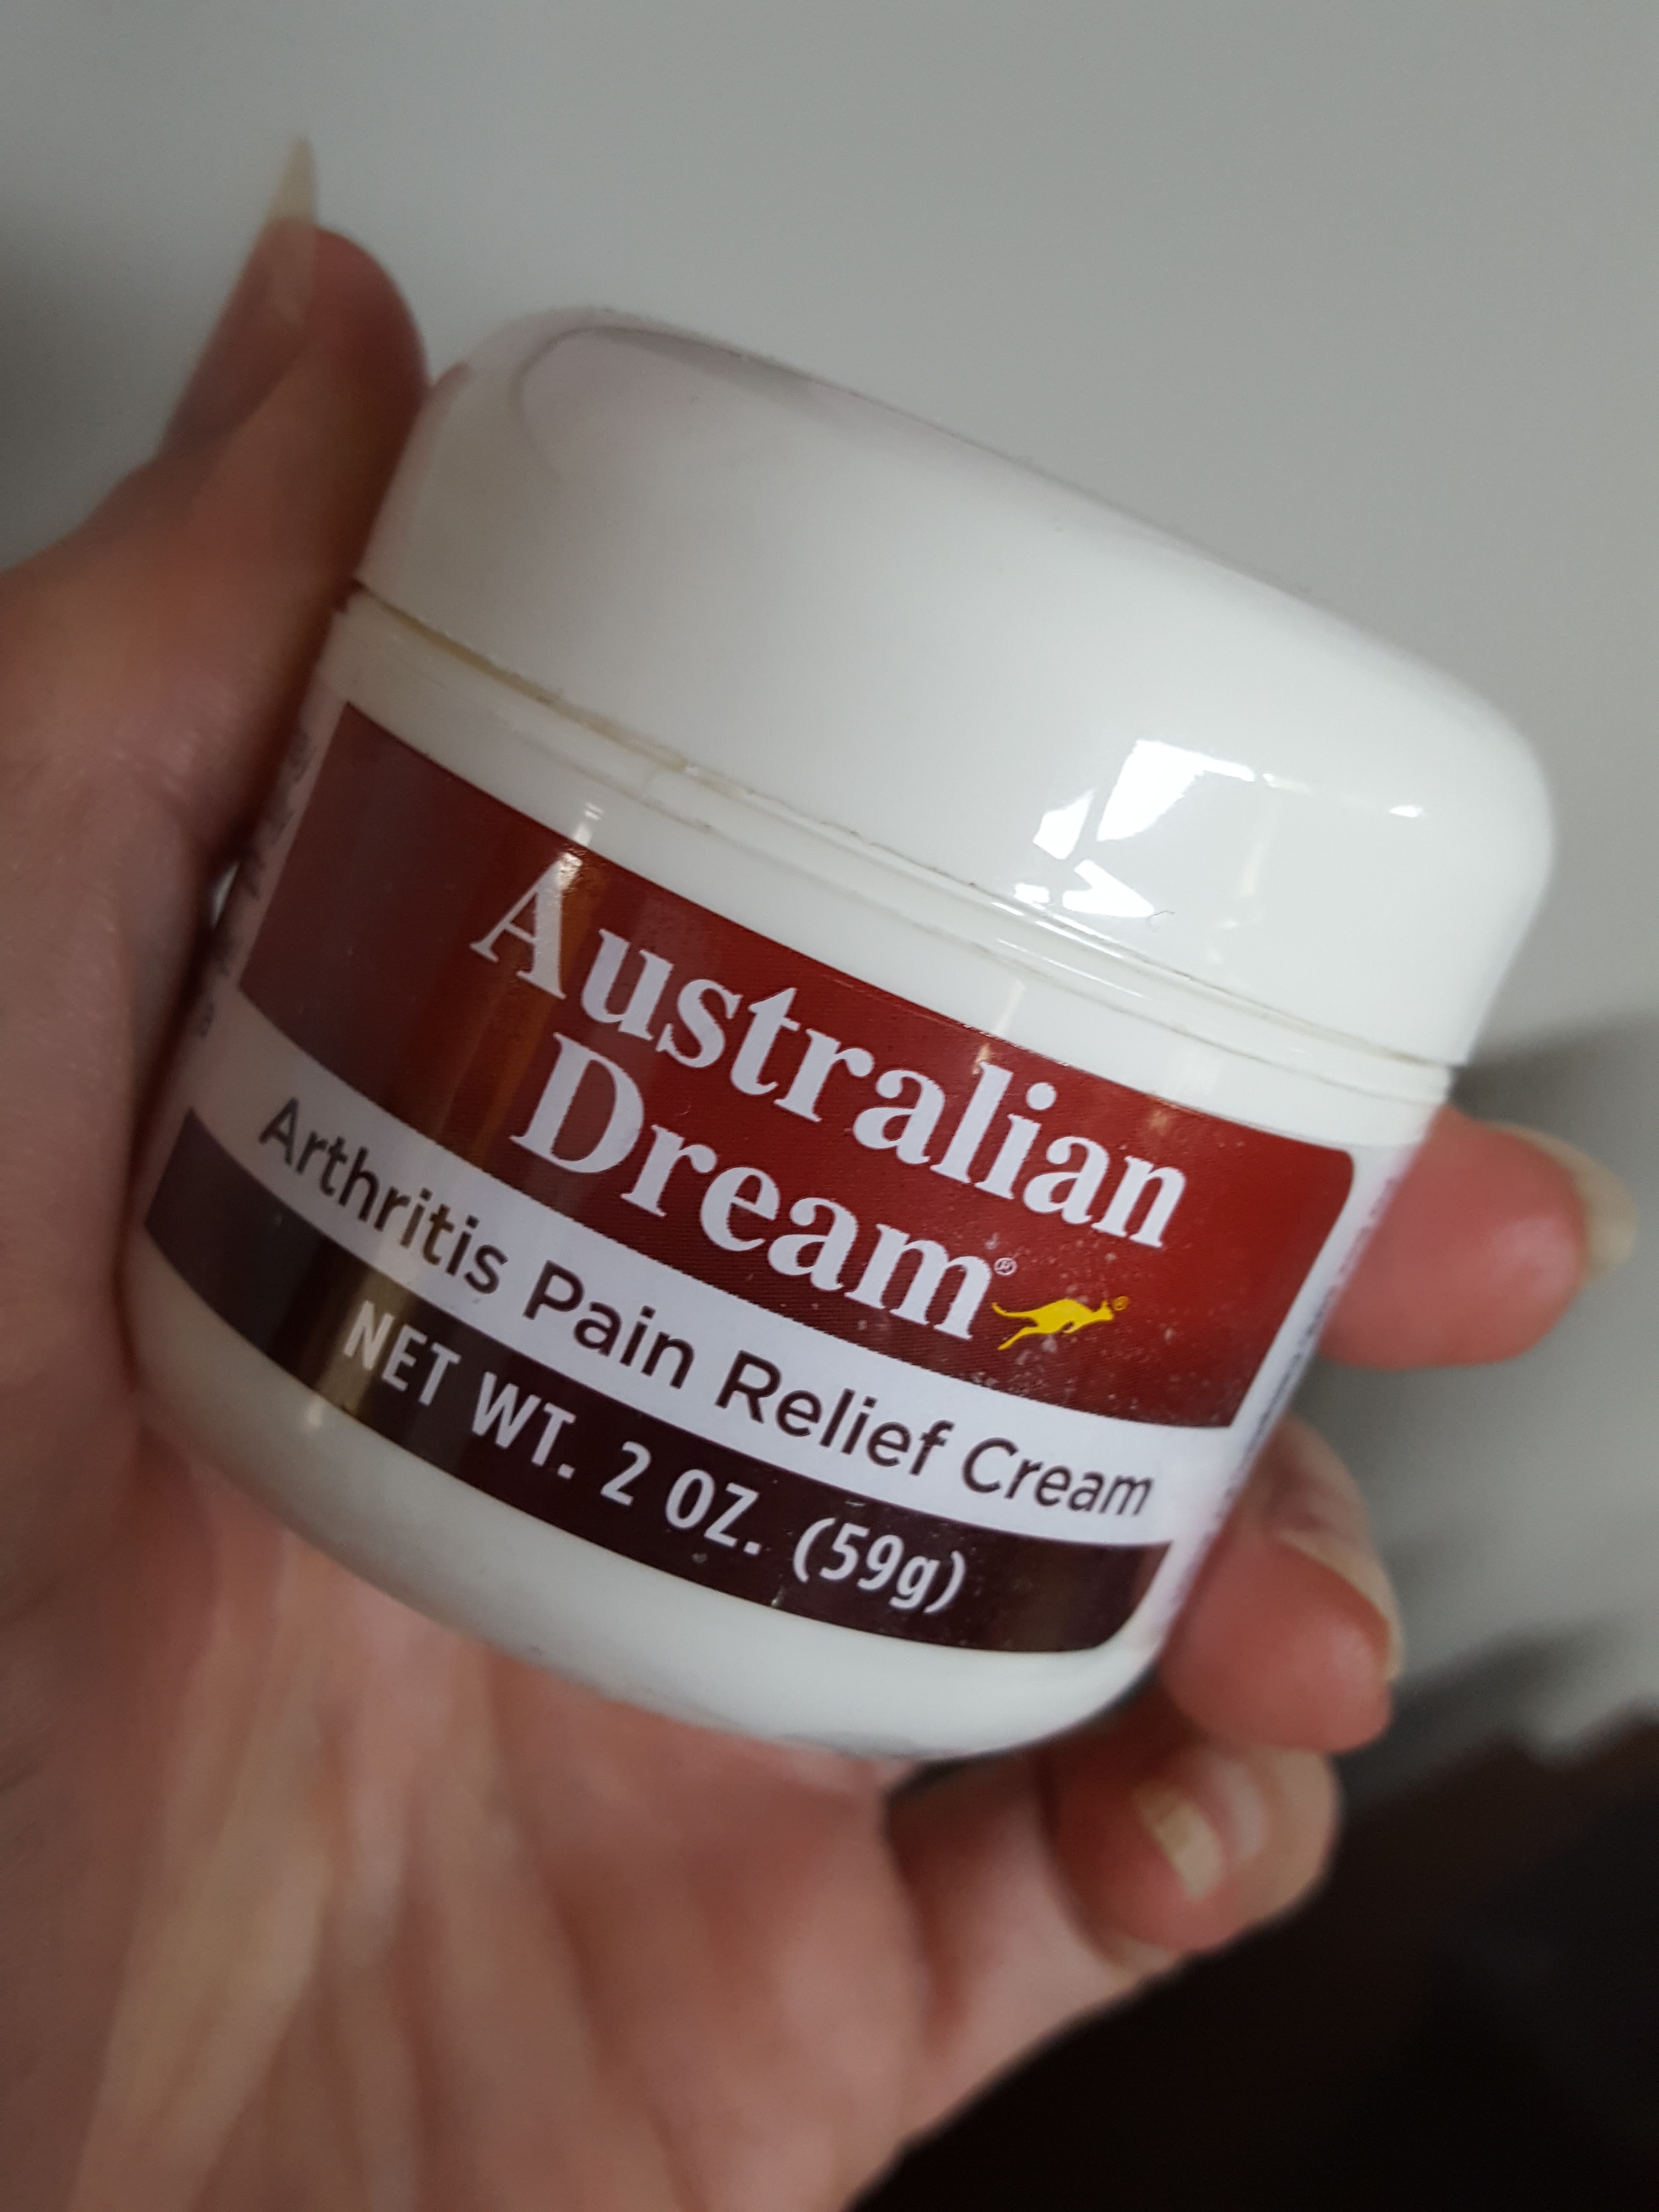 Australian
Dream®
Arthritis Pain Relief Cream
NET WT. 2 OZ. (59g)